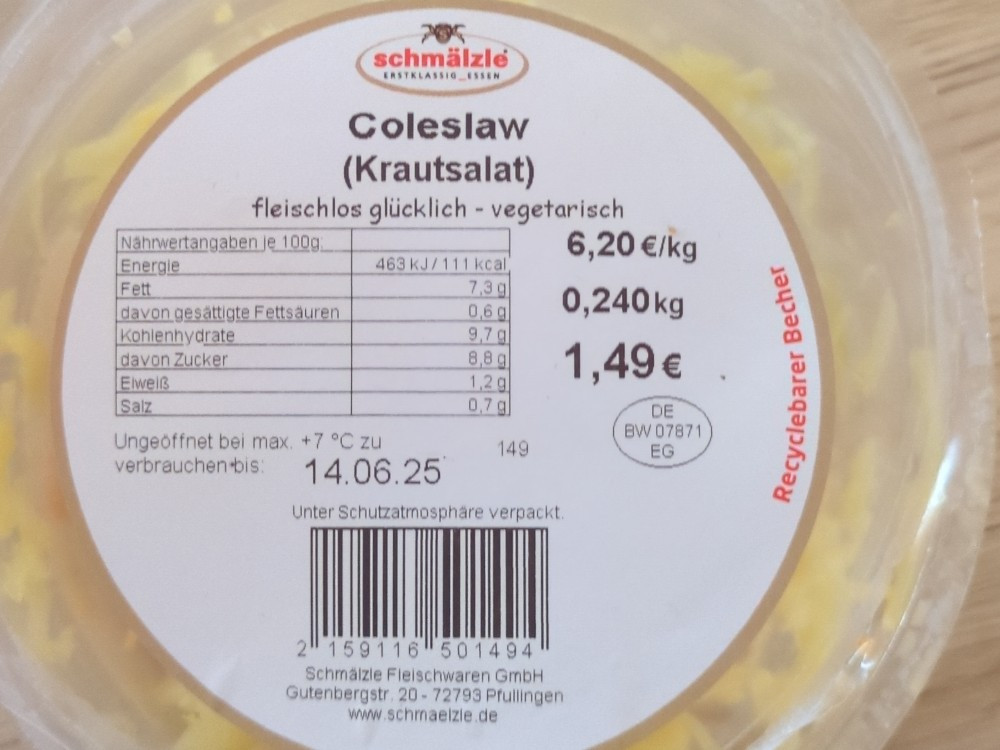 schmälzle
ERSTKLASSIG_ESSEN
Coleslaw
(Krautsalat)
fleischlos glücklich - vegetarisch
Nährwertangaben je 100g:
Energie 463 kJ / 111 kcal
Fett 7,3 g
davon gesättigte Fettsäuren 0,6 g
Kohlenhydrate 9,7 g
davon Zucker 8,8 g
Eiweiß 1,2 g
Salz 0,7 g
6,20 €/kg
0,240 kg
1,49 €
DE
BW 07871
EG
Recyclebarer Becher
Ungeöffnet bei max. +7 °C zu
verbrauchen bis: 14.06.25
149
Unter Schutzatmosphäre verpackt.
2 159116 501494
Schmälzle Fleischwaren GmbH
Gutenbergstr. 20 - 72793 Pfullingen
www.schmaelzle.de